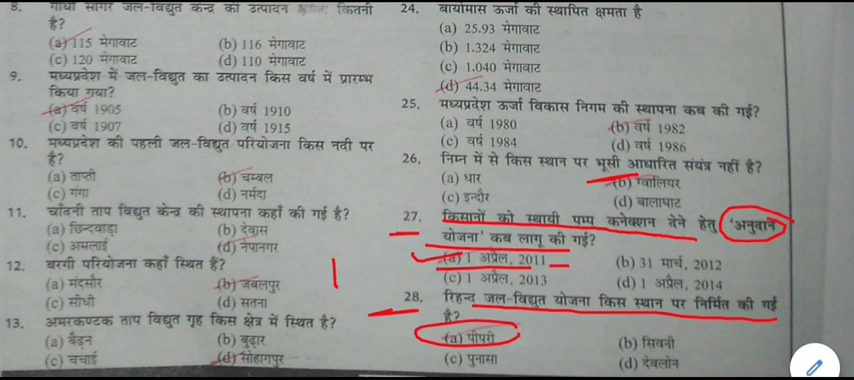 8. गांधी सागर जल-विद्युत केन्द्र की उत्पादन कितनी
है?
(a) 115 मेगावाट (b) 116 मेगावाट
(c) 120 मेगावाट (d) 110 मेगावाट
9. मध्यप्रदेश में जल-विद्युत का उत्पादन किस वर्ष में प्रारम्भ
किया गया?
(a) वर्ष 1905 (b) वर्ष 1910
(c) वर्ष 1907 (d) वर्ष 1915
10. मध्यप्रदेश की पहली जल-विद्युत परियोजना किस नदी पर
है?
(a) ताप्ती (b) चम्बल
(c) गंगा (d) नर्मदा
11. चाँदनी ताप विद्युत केन्द्र की स्थापना कहाँ की गई है?
(a) छिन्दवाड़ा (b) देवास
(c) अमलाई (d) नेपानगर
12. बरगी परियोजना कहाँ स्थित है?
(a) मंदसौर (b) जबलपुर
(c) सीधी (d) सतना
13. अमरकण्टक ताप विद्युत गृह किस क्षेत्र में स्थित है?
(a) बैढ़न (b) बुढ़ार
(c) चचाई (d) सोहागपुर
24. बायोमास ऊर्जा की स्थापित क्षमता है
(a) 25.93 मेगावाट
(b) 1.324 मेगावाट
(c) 1.040 मेगावाट
(d) 44.34 मेगावाट
25. मध्यप्रदेश ऊर्जा विकास निगम की स्थापना कब की गई?
(a) वर्ष 1980 (b) वर्ष 1982
(c) वर्ष 1984 (d) वर्ष 1986
26. निम्न में से किस स्थान पर भूसी आधारित संयंत्र नहीं है?
(a) धार (b) ग्वालियर
(c) इन्दौर (d) बालाघाट
27. किसानों को स्थायी पम्प कनेक्शन देने हेतु 'अनुदान
योजना' कब लागू की गई?
(a) 1 अप्रैल, 2011 (b) 31 मार्च, 2012
(c) 1 अप्रैल, 2013 (d) 1 अप्रैल, 2014
28. रिहन्द जल-विद्युत योजना किस स्थान पर निर्मित की गई
है?
(a) पीपरी (b) सिवनी
(c) पुनासा (d) देवलोन